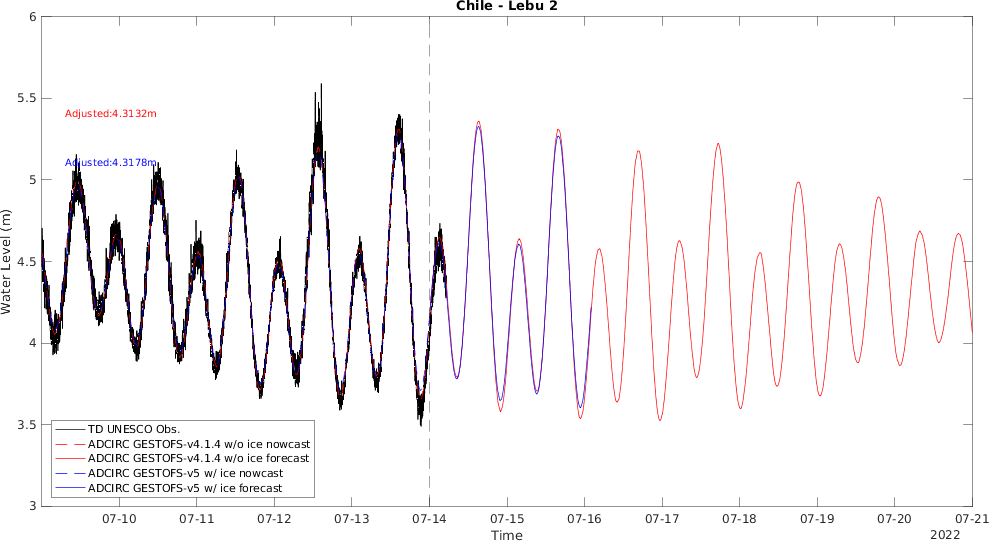 Chile - Lebu 2
6
5.5
5
4.5
4
3.5
3
Water Level (m)
Adjusted:4.3132m
Adjusted:4.3178m
TD UNESCO Obs.
ADCIRC GESTOFS-v4.1.4 w/o ice nowcast
ADCIRC GESTOFS-v4.1.4 w/o ice forecast
ADCIRC GESTOFS-v5 w/ ice nowcast
ADCIRC GESTOFS-v5 w/ ice forecast
07-10 07-11 07-12 07-13 07-14 07-15 07-16 07-17 07-18 07-19 07-20 07-21
Time
2022